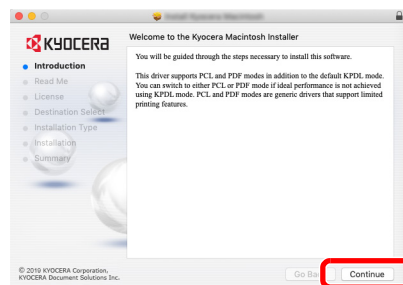 KYOCERA
Welcome to the Kyocera Macintosh Installer
Introduction
Read Me
License
Destination Select
Installation Type
Installation
Summary
You will be guided through the steps necessary to install this software.
This driver supports PCL and PDF modes in addition to the default KPDL mode.
You can switch to either PCL or PDF mode if ideal performance is not achieved
using KPDL mode. PCL and PDF modes are generic drivers that support limited
printing features.
© 2019 KYOCERA Corporation,
KYOCERA Document Solutions Inc.
Go Ba
Continue